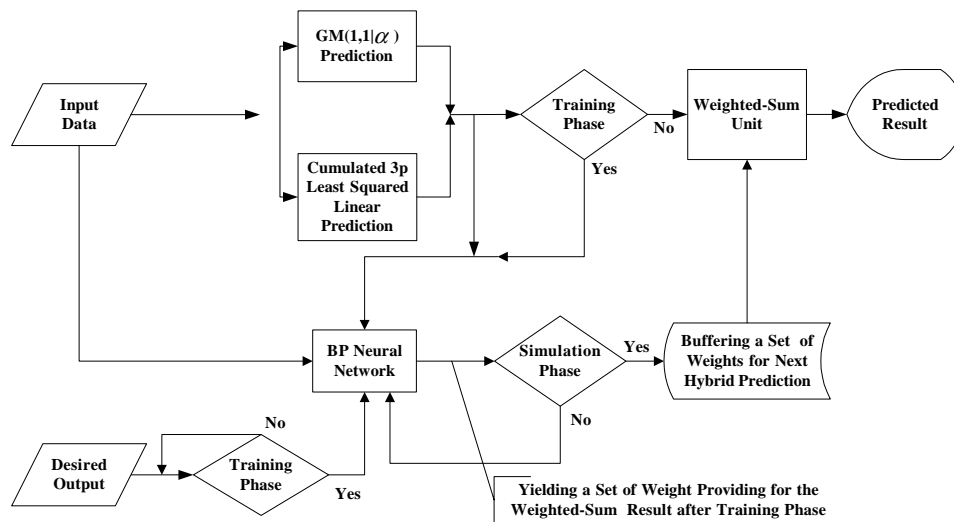 GM(1,1|α)
Prediction
Input
Data
Training
Phase
No
Yes
Weighted-Sum
Unit
Predicted
Result
Cumulated 3p
Least Squared
Linear
Prediction
BP Neural
Network
Simulation
Phase
Yes
No
Buffering a Set of
Weights for Next
Hybrid Prediction
Desired
Output
No
Training
Phase
Yes
Yielding a Set of Weight Providing for the
Weighted-Sum Result after Training Phase